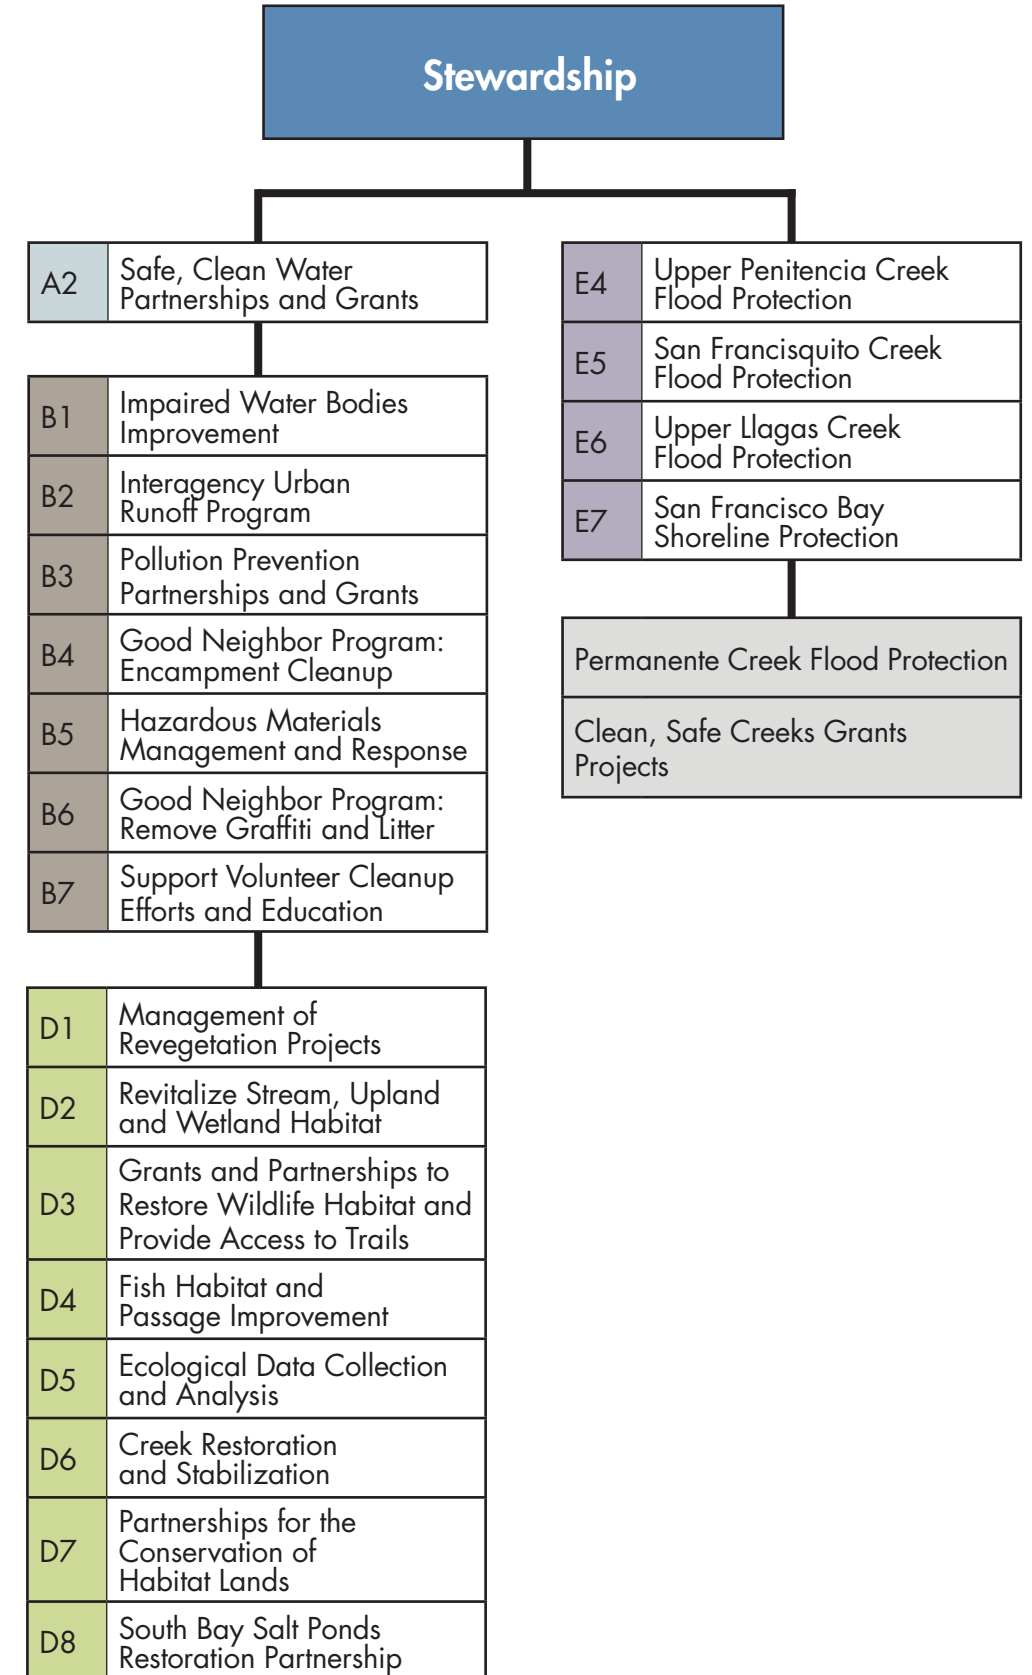 Stewardship
A2
Safe, Clean Water
Partnerships and Grants
B1
Impaired Water Bodies
Improvement
B2
Interagency Urban
Runoff Program
B3
Pollution Prevention
Partnerships and Grants
B4
Good Neighbor Program:
Encampment Cleanup
B5
Hazardous Materials
Management and Response
B6
Good Neighbor Program:
Remove Graffiti and Litter
B7
Support Volunteer Cleanup
Efforts and Education
D1
Management of
Revegetation Projects
D2
Revitalize Stream, Upland
and Wetland Habitat
D3
Grants and Partnerships to
Restore Wildlife Habitat and
Provide Access to Trails
D4
Fish Habitat and
Passage Improvement
D5
Ecological Data Collection
and Analysis
D6
Creek Restoration
and Stabilization
D7
Partnerships for the
Conservation of
Habitat Lands
D8
South Bay Salt Ponds
Restoration Partnership
E4
Upper Penitencia Creek
Flood Protection
E5
San Francisquito Creek
Flood Protection
E6
Upper Llagas Creek
Flood Protection
E7
San Francisco Bay
Shoreline Protection
Permanente Creek Flood Protection
Clean, Safe Creeks Grants
Projects